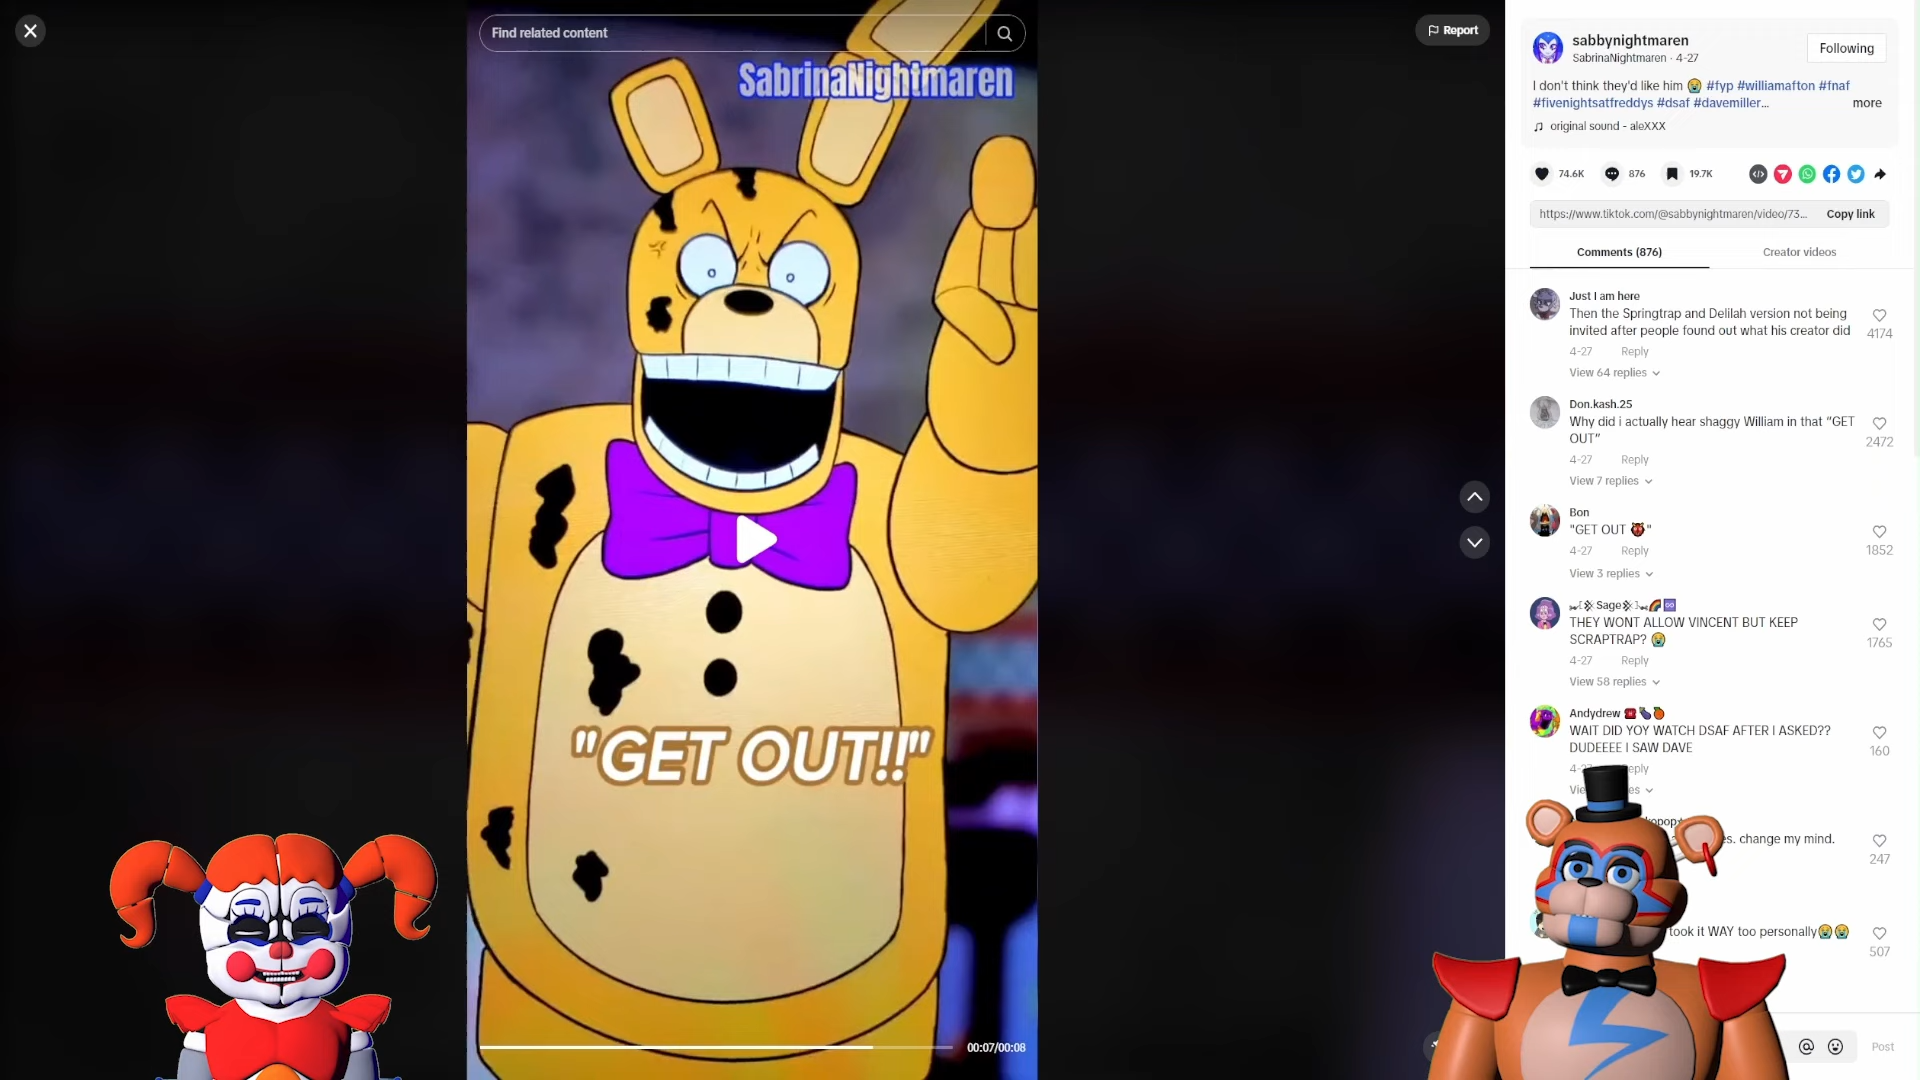 Find related content
Report
SabrinaNightmaren
"GET OUT!!"
00:07/00:08
sabbynightmaren
SabrinaNightmaren · 4-27
Following
I don't think they'd like him 😭 #fyp #williamafton #fnaf
#fivenightsatfreddys #dsaf #davemiller...
more
original sound - aleXXX
74.6K
876
19.7K
https://www.tiktok.com/@sabbynightmaren/video/73...
Copy link
Comments (876)
Creator videos
Just I am here
Then the Springtrap and Delilah version not being
invited after people found out what his creator did
4174
4-27 Reply
View 64 replies
Don.kash.25
Why did i actually hear shaggy William in that “GET
OUT”
2472
4-27 Reply
View 7 replies
Bon
"GET OUT 👹"
1852
4-27 Reply
View 3 replies
Sage
THEY WONT ALLOW VINCENT BUT KEEP
SCRAPTRAP? 😭
1765
4-27 Reply
View 58 replies
Andydrew ☎️🍆🍊
WAIT DID YOY WATCH DSAF AFTER I ASKED??
DUDEEEE I SAW DAVE
160
change my mind.
247
took it WAY too personally😭😭
507
Post